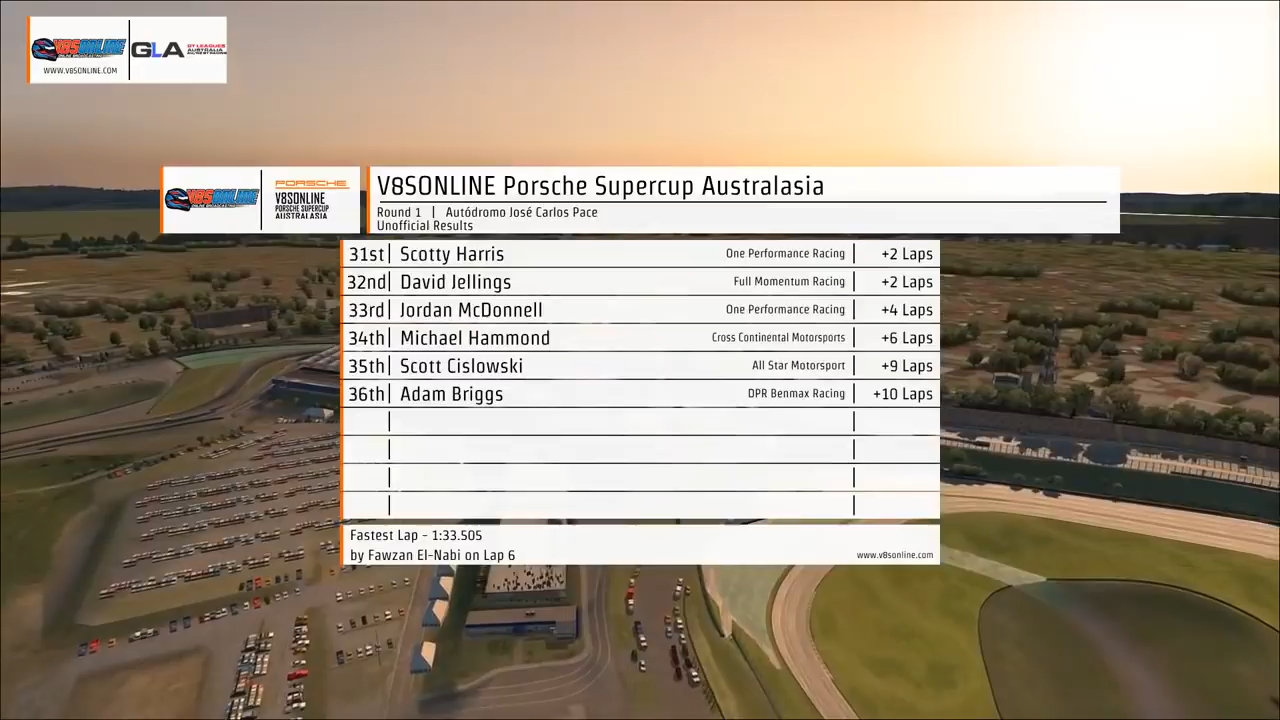 V8SONLINE
WWW.V8SONLINE.COM
GLA
GT LEAGUES
AUSTRALIA
V8SONLINE
PORSCHE
V8SONLINE
PORSCHE SUPERCUP
AUSTRALASIA
V8SONLINE Porsche Supercup Australasia
Round 1 | Autódromo José Carlos Pace
Unofficial Results
31st Scotty Harris One Performance Racing +2 Laps
32nd David Jellings Full Momentum Racing +2 Laps
33rd Jordan McDonnell One Performance Racing +4 Laps
34th Michael Hammond Cross Continental Motorsports +6 Laps
35th Scott Cislowski All Star Motorsport +9 Laps
36th Adam Briggs DPR Benmax Racing +10 Laps
Fastest Lap - 1:33.505
by Fawzan El-Nabi on Lap 6
www.v8sonline.com